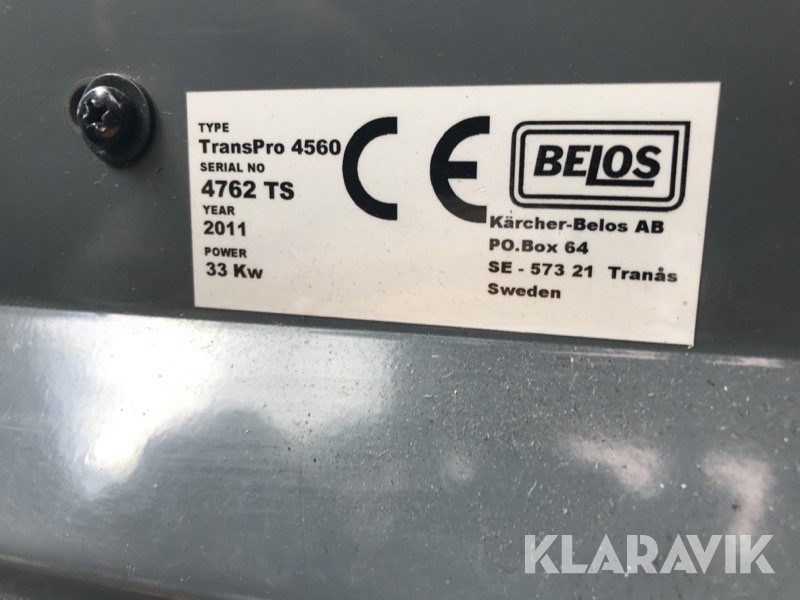 TYPE
TransPro 4560
SERIAL NO
4762 TS
YEAR
2011
POWER
33 Kw
CE
BELOS
Kärcher-Belos AB
PO.Box 64
SE - 573 21 Tranås
Sweden
KLARAVIK